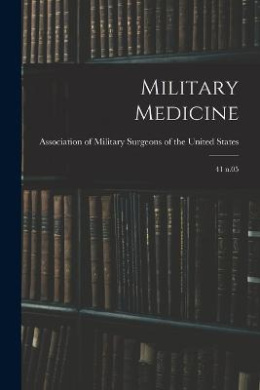 Military
Medicine
Association of Military Surgeons of the United States
41 n.05